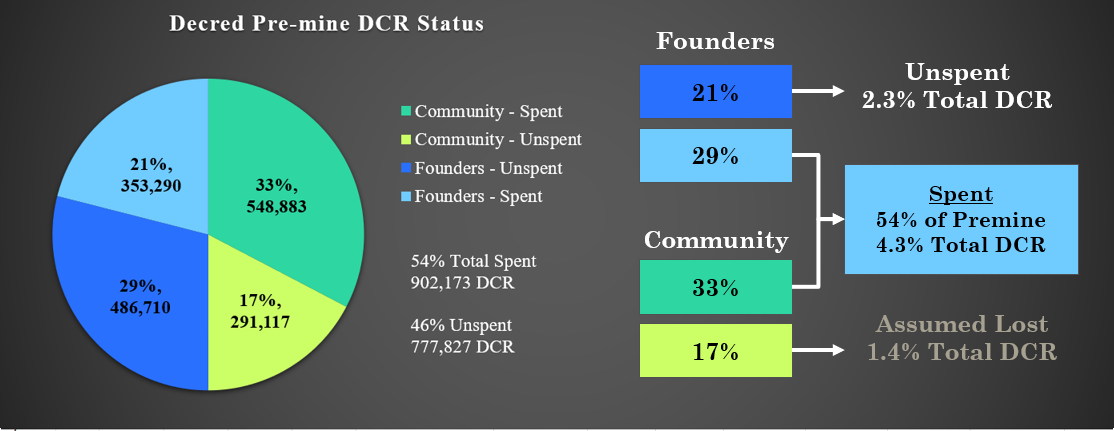 Decred Pre-mine DCR Status
21%,
353,290
33%,
548,883
29%,
486,710
17%,
291,117
Community - Spent
Community - Unspent
Founders - Unspent
Founders - Spent
54% Total Spent
902,173 DCR
46% Unspent
777,827 DCR
Founders
21%
29%
Community
33%
17%
Unspent
2.3% Total DCR
Spent
54% of Premine
4.3% Total DCR
Assumed Lost
1.4% Total DCR